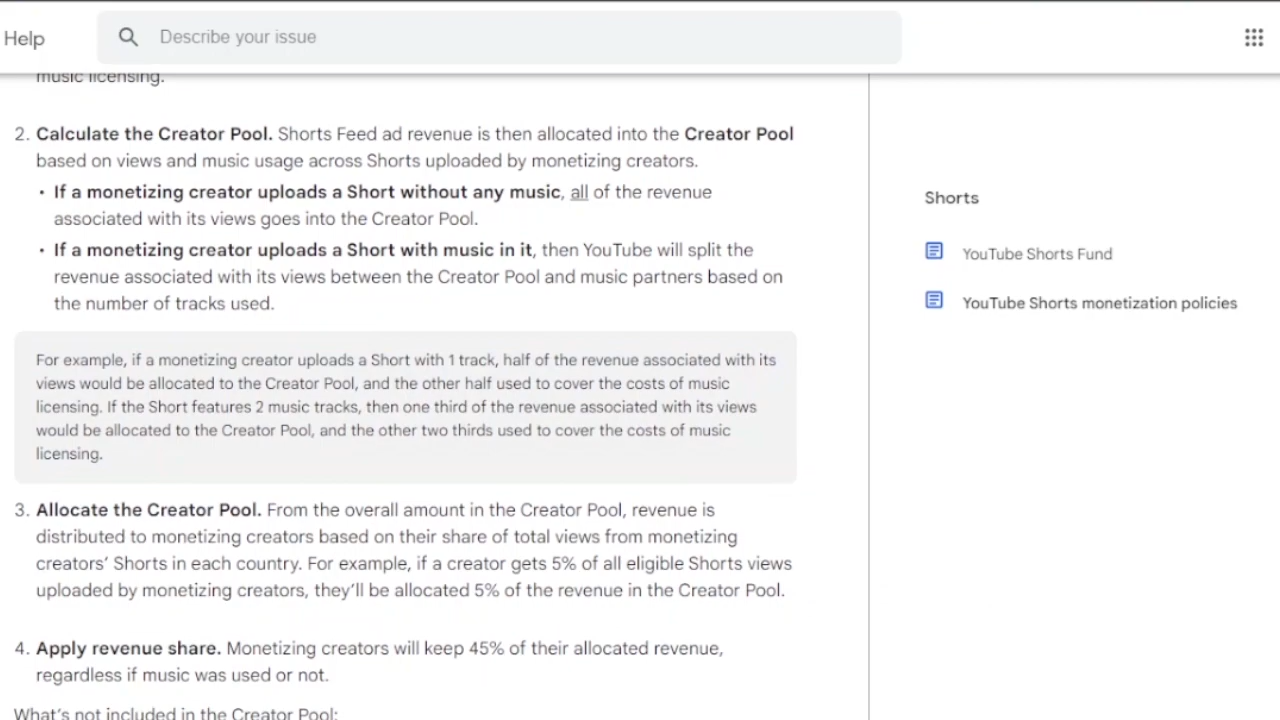 Help
Describe your issue
music licensing.
2. Calculate the Creator Pool. Shorts Feed ad revenue is then allocated into the Creator Pool
based on views and music usage across Shorts uploaded by monetizing creators.
• If a monetizing creator uploads a Short without any music, all of the revenue
associated with its views goes into the Creator Pool.
• If a monetizing creator uploads a Short with music in it, then YouTube will split the
revenue associated with its views between the Creator Pool and music partners based on
the number of tracks used.
For example, if a monetizing creator uploads a Short with 1 track, half of the revenue associated with its
views would be allocated to the Creator Pool, and the other half used to cover the costs of music
licensing. If the Short features 2 music tracks, then one third of the revenue associated with its views
would be allocated to the Creator Pool, and the other two thirds used to cover the costs of music
licensing.
3. Allocate the Creator Pool. From the overall amount in the Creator Pool, revenue is
distributed to monetizing creators based on their share of total views from monetizing
creators’ Shorts in each country. For example, if a creator gets 5% of all eligible Shorts views
uploaded by monetizing creators, they’ll be allocated 5% of the revenue in the Creator Pool.
4. Apply revenue share. Monetizing creators will keep 45% of their allocated revenue,
regardless if music was used or not.
What’s not included in the Creator Pool:
Shorts
YouTube Shorts Fund
YouTube Shorts monetization policies